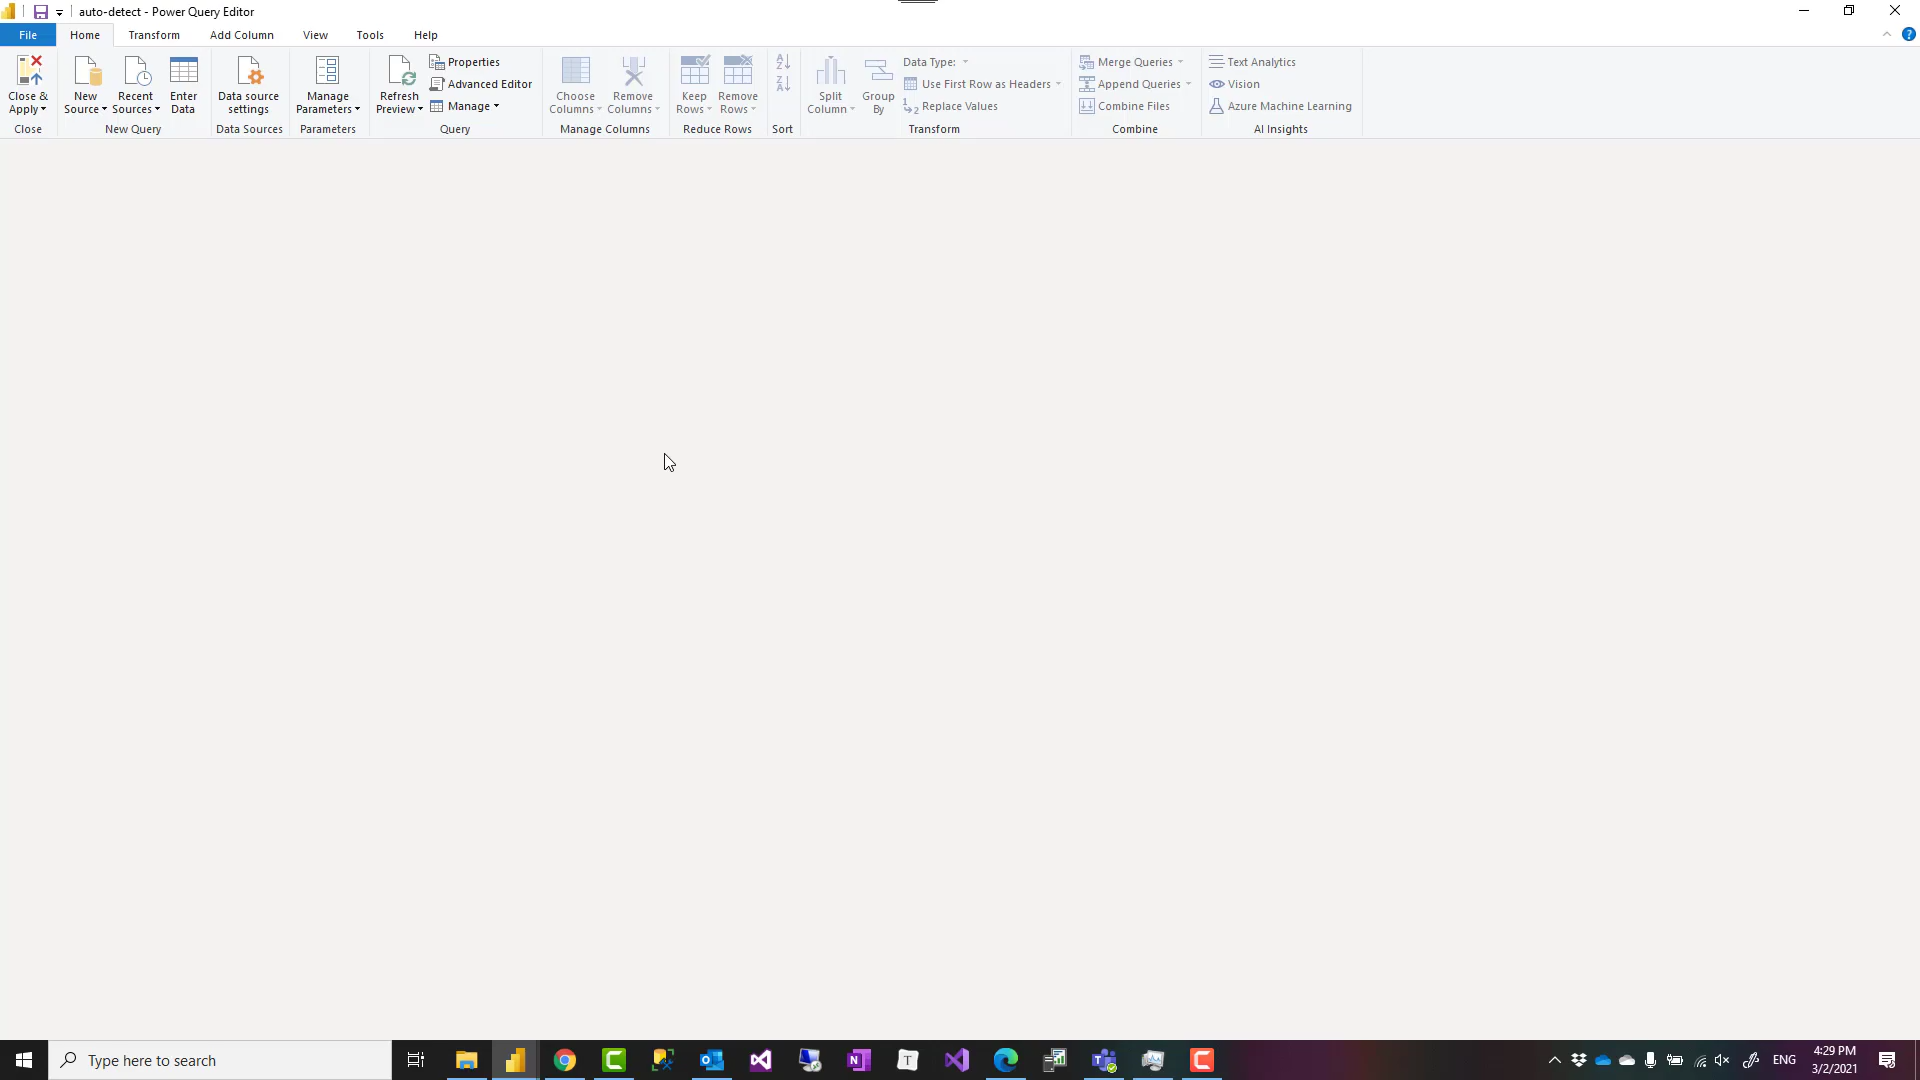 auto-detect - Power Query Editor
File Home Transform Add Column View Tools Help
Close & Apply
New Source
Recent Sources
Enter Data
Data source settings
Manage Parameters
Refresh Preview
Properties
Advanced Editor
Manage
Choose Columns
Remove Columns
Keep Rows
Remove Rows
Split Column
Group By
Data Type:
Use First Row as Headers
Replace Values
Merge Queries
Append Queries
Combine Files
Text Analytics
Vision
Azure Machine Learning
Close New Query Data Sources Parameters Query Manage Columns Reduce Rows Sort Transform Combine AI Insights
Type here to search
ENG
4:29 PM
3/2/2021